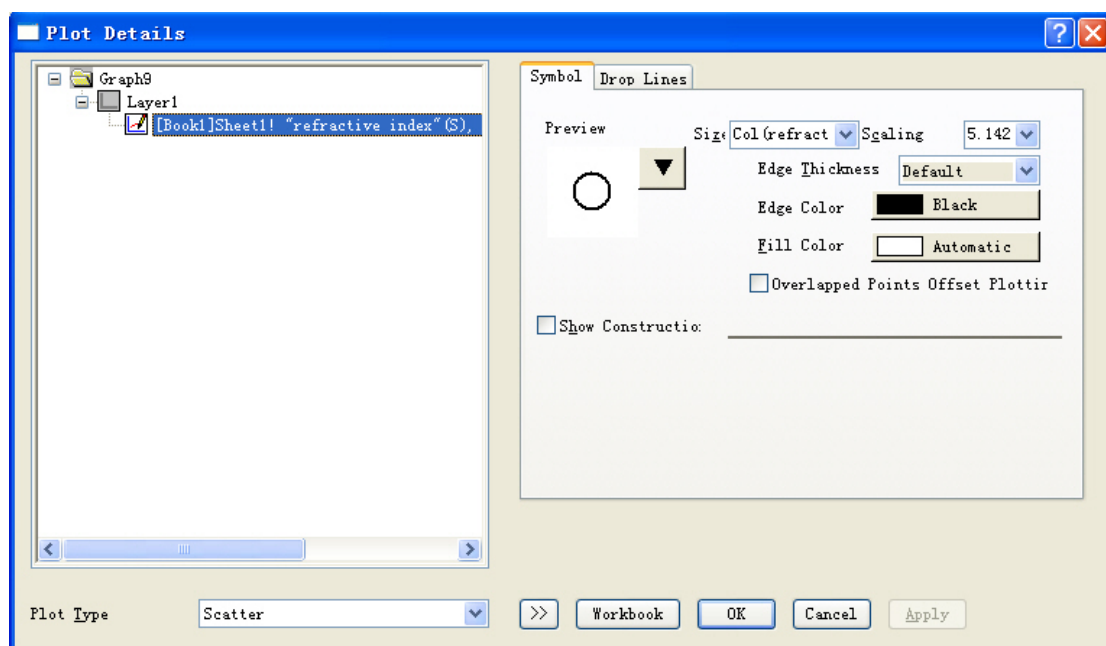 Plot Details
Graph9
Layer1
[Book1]Sheet1! "refractive index"(S),
Symbol Drop Lines
Preview
Size Col(refract Scaling 5.142
Edge Thickness Default
Edge Color Black
Fill Color Automatic
Overlapped Points Offset Plottin
Show Constructio:
Plot Type Scatter
>> Workbook OK Cancel Apply